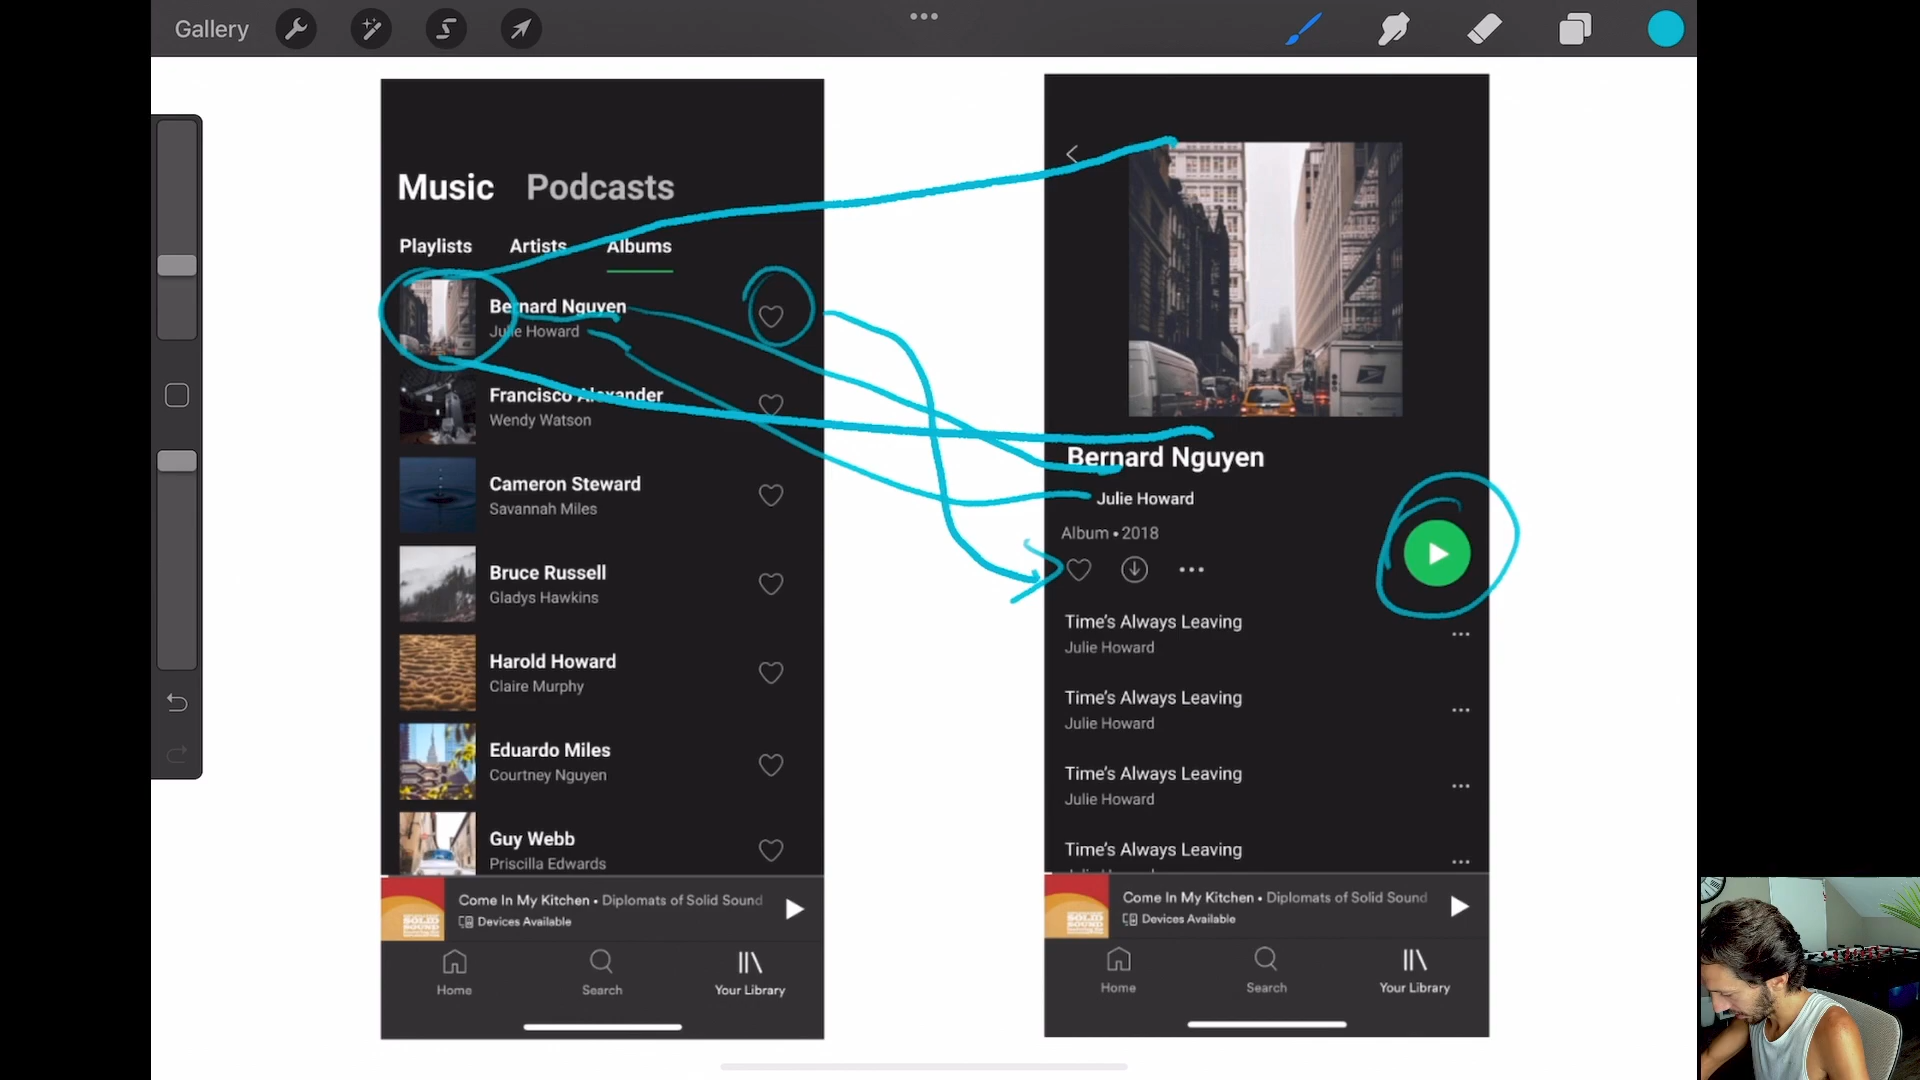 Gallery
Music Podcasts
Playlists Artists Albums
Bernard Nguyen
Julie Howard
Francisco Alexander
Wendy Watson
Cameron Steward
Savannah Miles
Bruce Russell
Gladys Hawkins
Harold Howard
Claire Murphy
Eduardo Miles
Courtney Nguyen
Guy Webb
Priscilla Edwards
SOLID
SOUND
Come In My Kitchen • Diplomats of Solid Sound
Devices Available
Home Search Your Library
Bernard Nguyen
Julie Howard
Album • 2018
Time's Always Leaving
Julie Howard
Time's Always Leaving
Julie Howard
Time's Always Leaving
Julie Howard
Time's Always Leaving
SOLID
SOUND
Come In My Kitchen • Diplomats of Solid Sound
Devices Available
Home Search Your Library